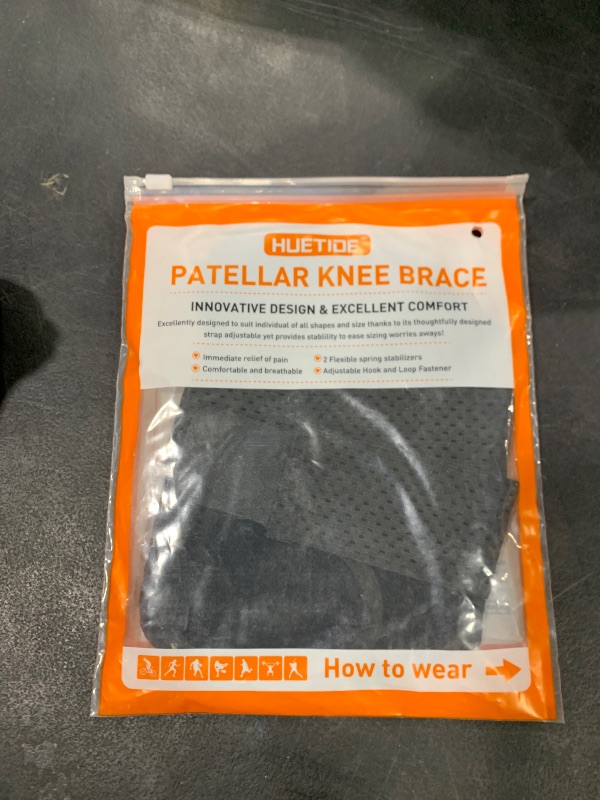 HUETIDE
PATELLAR KNEE BRACE
INNOVATIVE DESIGN & EXCELLENT COMFORT
Excellently designed to suit individual of all shapes and size thanks to its thoughtfully designed
strap adjustable yet provides stability to ease sizing worries aways!
Immediate relief of pain
2 Flexible spring stabilizers
Comfortable and breathable
Adjustable Hook and Loop Fastener
How to wear